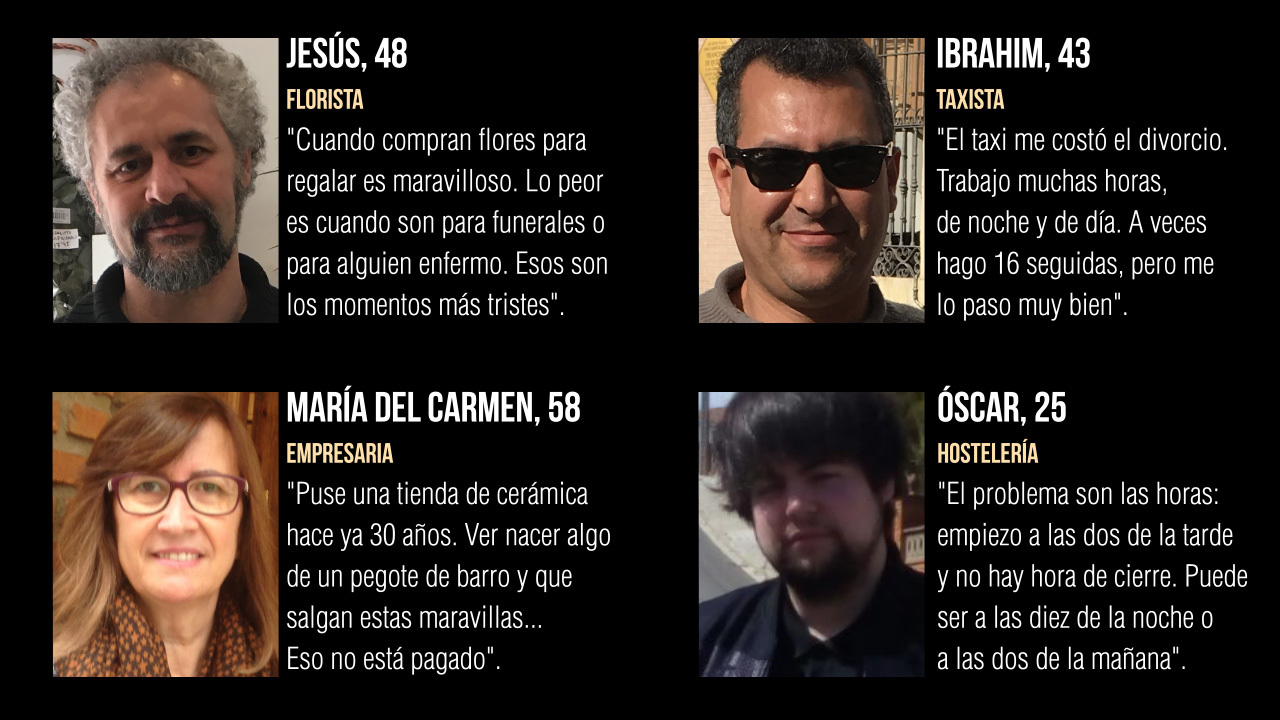 JESÚS, 48
FLORISTA
"Cuando compran flores para
regalar es maravilloso. Lo peor
es cuando son para funerales o
para alguien enfermo. Esos son
los momentos más tristes".
IBRAHIM, 43
TAXISTA
"El taxi me costó el divorcio.
Trabajo muchas horas,
de noche y de día. A veces
hago 16 seguidas, pero me
lo paso muy bien".
MARÍA DEL CARMEN, 58
EMPRESARIA
"Puse una tienda de cerámica
hace ya 30 años. Ver nacer algo
de un pegote de barro y que
salgan estas maravillas...
Eso no está pagado".
ÓSCAR, 25
HOSTELERÍA
"El problema son las horas:
empiezo a las dos de la tarde
y no hay hora de cierre. Puede
ser a las diez de la noche o
a las dos de la mañana".